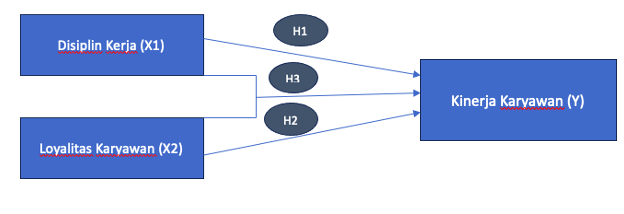 Disiplin Kerja (X1)
H1
H3
Kinerja Karyawan (Y)
H2
Loyalitas Karyawan (X2)